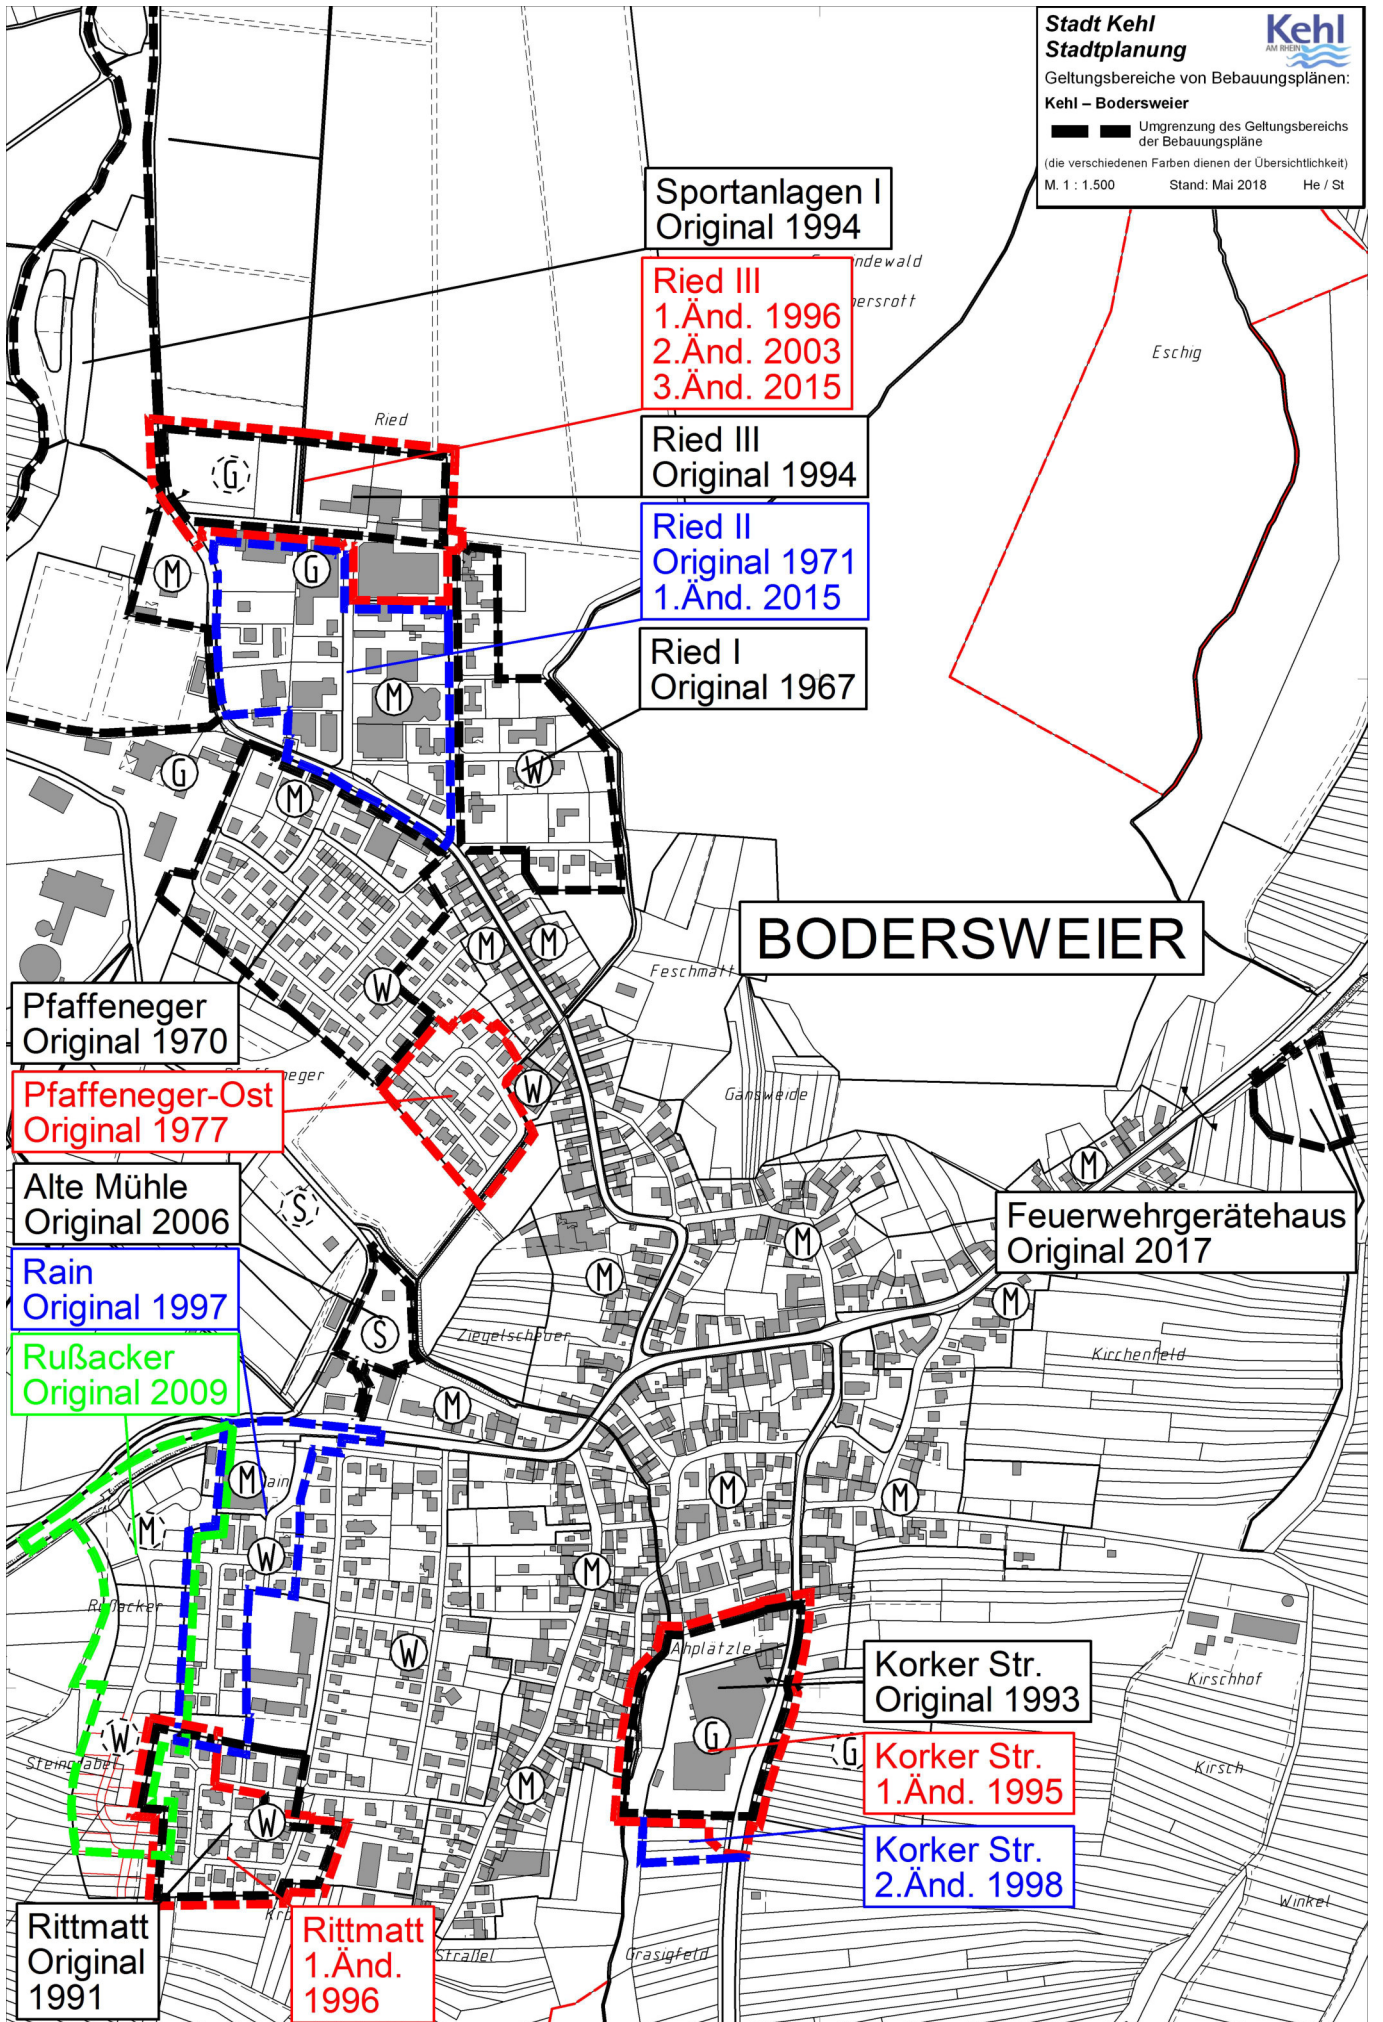 Stadt Kehl
Stadtplanung
Kehl
AM RHEIN
Geltungsbereiche von Bebauungsplänen:
Kehl – Bodersweier
Umgrenzung des Geltungsbereichs
der Bebauungspläne
(die verschiedenen Farben dienen der Übersichtlichkeit)
M. 1 : 1.500 Stand: Mai 2018 He / St
Sportanlagen I
Original 1994
Ried III
1.Änd. 1996
2.Änd. 2003
3.Änd. 2015
Eschig
Ried
Ried III
Original 1994
G
Ried II
Original 1971
1.Änd. 2015
M
G
Ried I
Original 1967
M
W
G
M
BODERSWEIER
M
M
Feschmatt
W
Pfaffeneger
Original 1970
Pfaffeneger-Ost
Original 1977
W
Gänsweide
M
Alte Mühle
Original 2006
S
Feuerwehrgerätehaus
Original 2017
M
M
M
Rain
Original 1997
S
Ziegelscheuer
Kirchenfeld
Rußacker
Original 2009
M
M
M
M
M
W
M
Rußacker
W
Ahplätzle
Korker Str.
Original 1993
Kirschhof
W
G
G
Korker Str.
1.Änd. 1995
Kirsch
M
W
Korker Str.
2.Änd. 1998
Winkel
Rittmatt
Original
1991
Rittmatt
1.Änd.
1996
Straßel
Grasigfeld